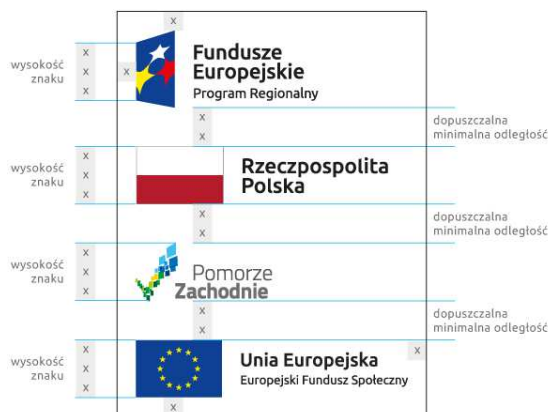 x
wysokość
znaku
x
x
x
x
Fundusze
Europejskie
Program Regionalny
x
x
dopuszczalna
minimalna odległość
wysokość
znaku
x
x
x
Rzeczpospolita
Polska
x
x
dopuszczalna
minimalna odległość
wysokość
znaku
x
x
x
Pomorze
Zachodnie
x
x
dopuszczalna
minimalna odległość
wysokość
znaku
x
x
x
Unia Europejska
Europejski Fundusz Społeczny
x
x